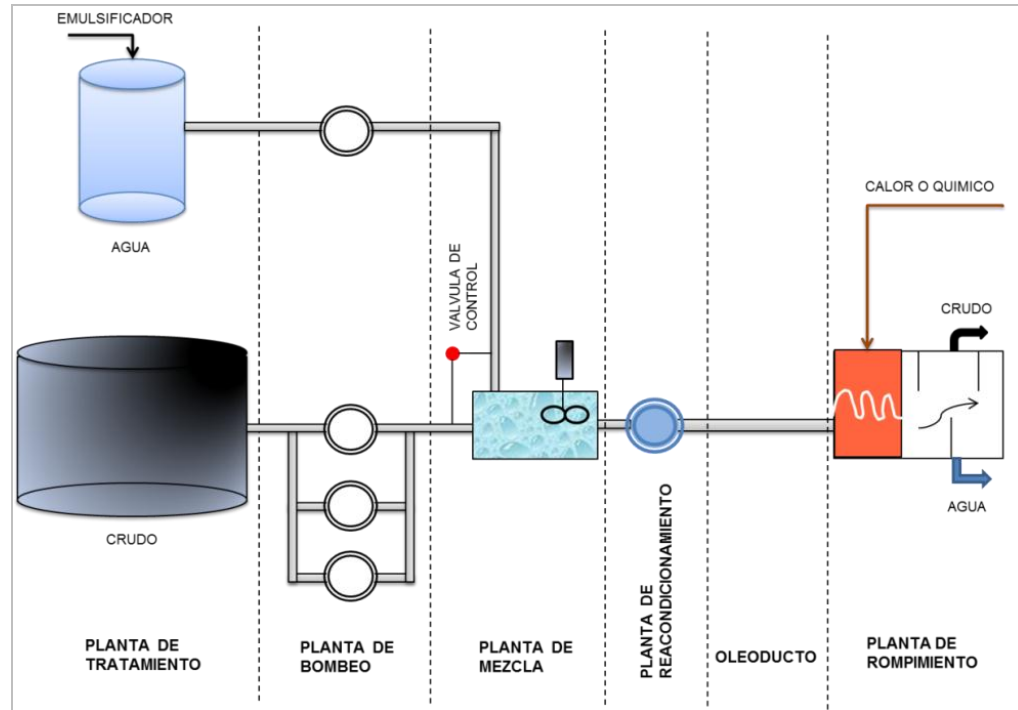 EMULSIFICADOR
AGUA
VALVULA DE
CONTROL
CALOR O QUIMICO
CRUDO
AGUA
CRUDO
PLANTA DE
TRATAMIENTO
PLANTA DE
BOMBEO
PLANTA DE
MEZCLA
PLANTA DE
REACONDICIONAMIENTO
OLEODUCTO
PLANTA DE
ROMPIMIENTO